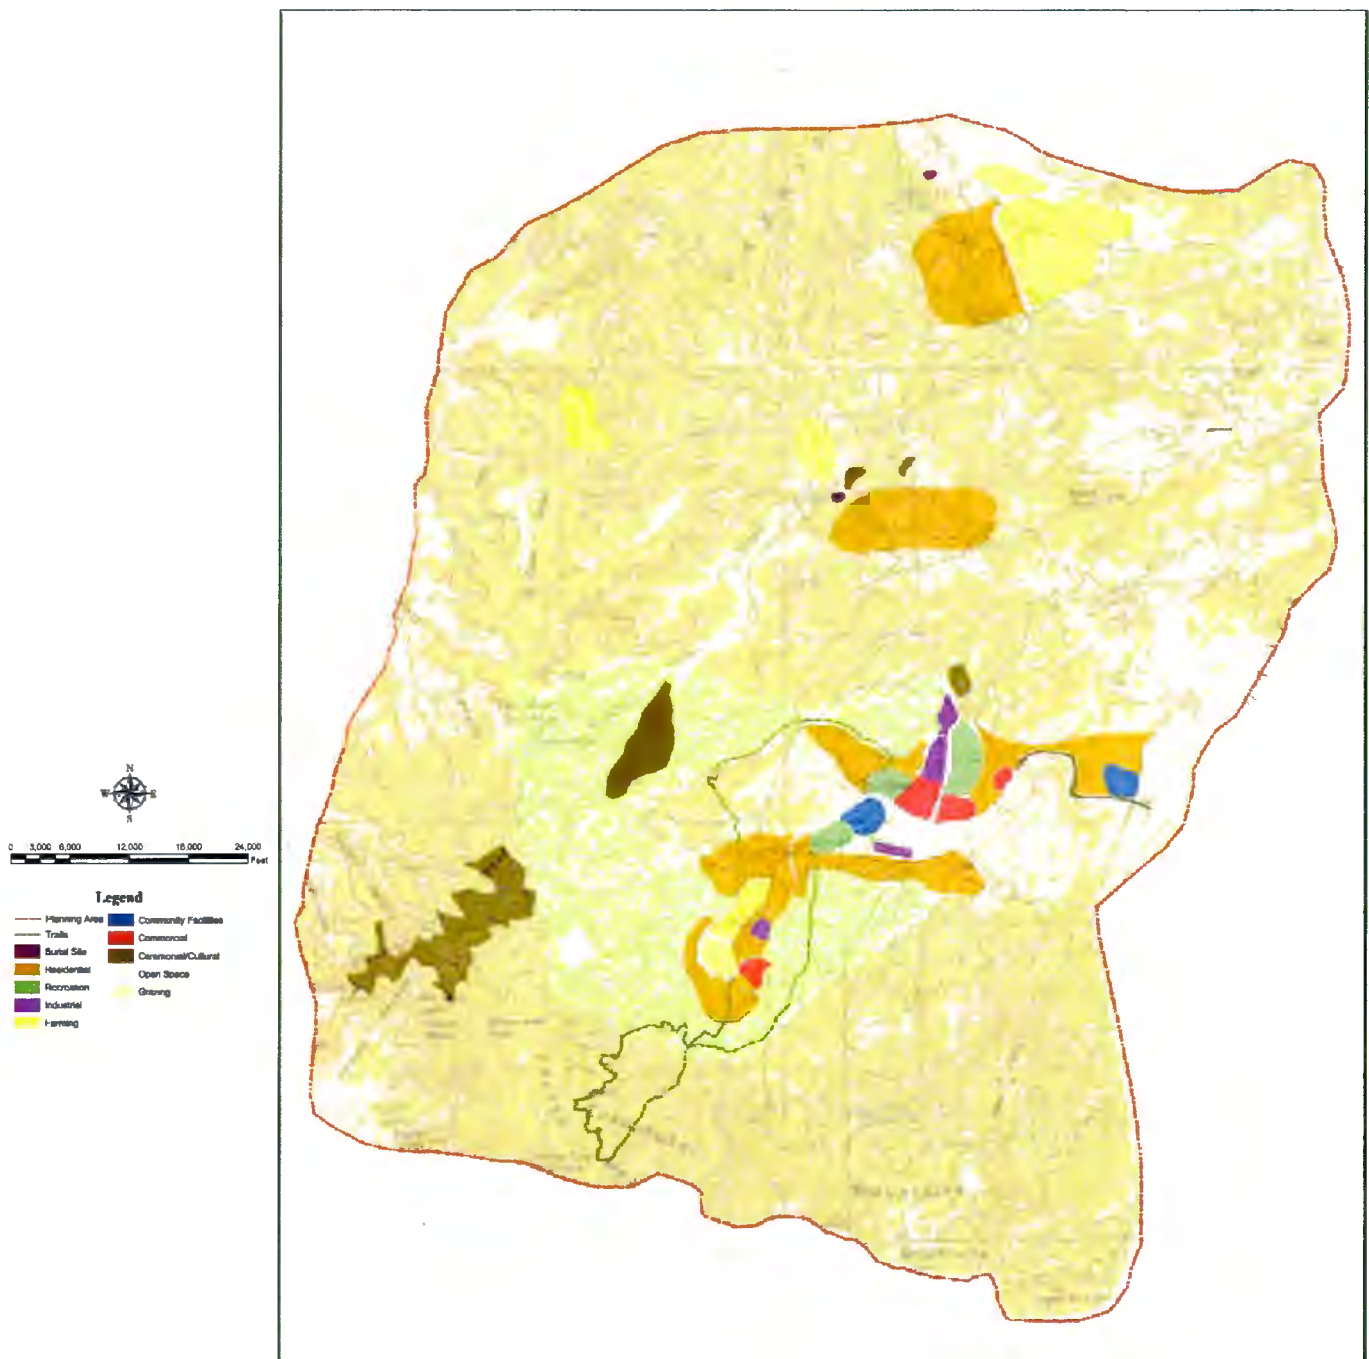 N
W E
S
0 3,000 6,000 12,000 18,000 24,000
Feet
Legend
Planning Area
Trails
Burial Site
Residential
Recreation
Industrial
Farming
Community Facilities
Commercial
Ceremonial/Cultural
Open Space
Grazing